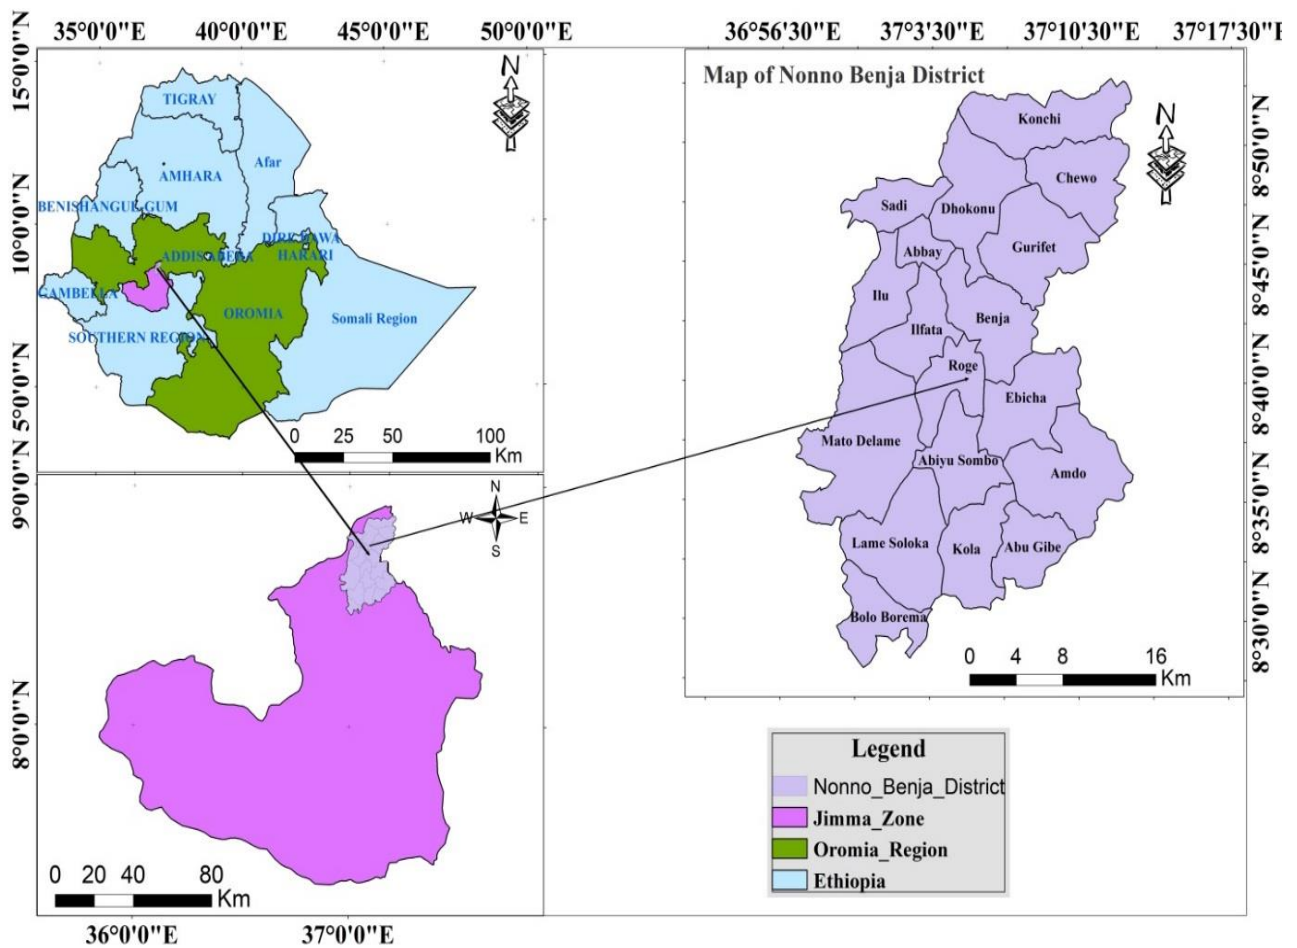 35°0'0"E 40°0'0"E 45°0'0"E 50°0'0"E
36°56'30"E 37°3'30"E 37°10'30"E 37°17'30"E
15°0'0"N
10°0'0"N
5°0'0"N
TIGRAY
Afar
AMHARA
BENISHANGUL-GUM
DIRE DAWA
ADDIS ABEBA
HARARI
GAMBELLA
OROMIA
Somali Region
SOUTHERN REGION
N
0 25 50 100
Km
9°0'0"N
8°0'0"N
N
W E
S
0 20 40 80
Km
36°0'0"E 37°0'0"E
Map of Nonno Benja District
N
Konchi
Chewo
Sadi
Dhokonu
Gurifet
Abbay
Ilu
Benja
Ilfata
Roge
Ebicha
Mato Delame
Abiyu Sombo
Amdo
Lame Soloka
Kola
Abu Gibe
Bolo Borema
0 4 8 16
Km
8°50'0"N
8°45'0"N
8°40'0"N
8°35'0"N
8°30'0"N
Legend
Nonno_Benja_District
Jimma_Zone
Oromia_Region
Ethiopia